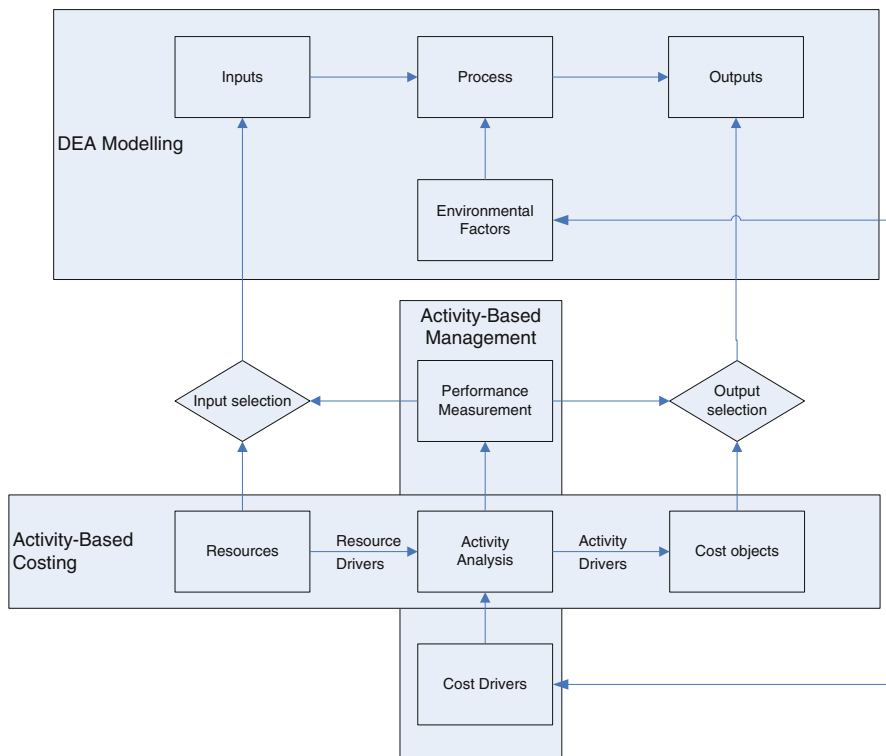 Inputs
Process
Outputs
DEA Modelling
Environmental
Factors
Activity-Based
Management
Input selection
Performance
Measurement
Output
selection
Activity-Based
Costing
Resources
Resource
Drivers
Activity
Analysis
Activity
Drivers
Cost objects
Cost Drivers